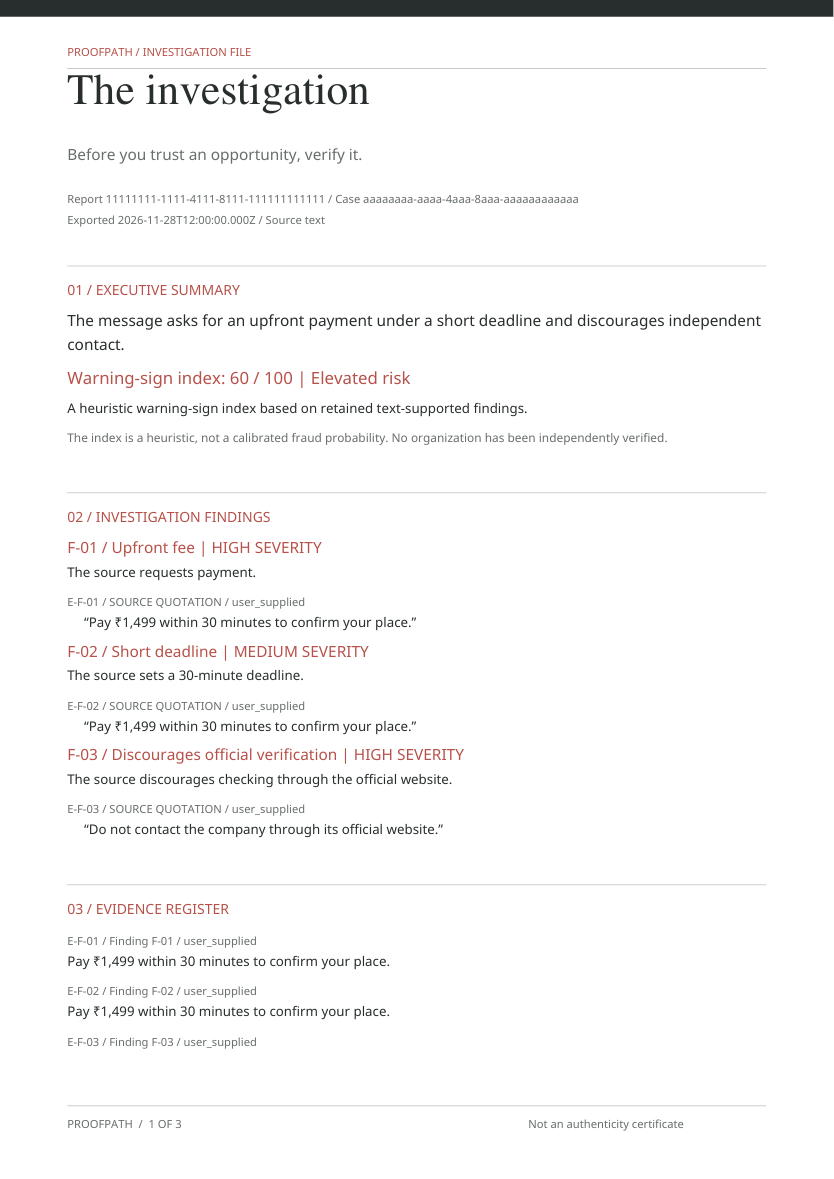 PROOFPATH / INVESTIGATION FILE
The investigation
Before you trust an opportunity, verify it.
Report 11111111-1111-4111-8111-111111111111 / Case aaaaaaaa-aaaa-4aaa-8aaa-aaaaaaaaaaaa
Exported 2026-11-28T12:00:00.000Z / Source text
01 / EXECUTIVE SUMMARY
The message asks for an upfront payment under a short deadline and discourages independent
contact.
Warning-sign index: 60 / 100 | Elevated risk
A heuristic warning-sign index based on retained text-supported findings.
The index is a heuristic, not a calibrated fraud probability. No organization has been independently verified.
02 / INVESTIGATION FINDINGS
F-01 / Upfront fee | HIGH SEVERITY
The source requests payment.
E-F-01 / SOURCE QUOTATION / user_supplied
“Pay ₹1,499 within 30 minutes to confirm your place.”
F-02 / Short deadline | MEDIUM SEVERITY
The source sets a 30-minute deadline.
E-F-02 / SOURCE QUOTATION / user_supplied
“Pay ₹1,499 within 30 minutes to confirm your place.”
F-03 / Discourages official verification | HIGH SEVERITY
The source discourages checking through the official website.
E-F-03 / SOURCE QUOTATION / user_supplied
“Do not contact the company through its official website.”
03 / EVIDENCE REGISTER
E-F-01 / Finding F-01 / user_supplied
Pay ₹1,499 within 30 minutes to confirm your place.
E-F-02 / Finding F-02 / user_supplied
Pay ₹1,499 within 30 minutes to confirm your place.
E-F-03 / Finding F-03 / user_supplied
PROOFPATH / 1 OF 3
Not an authenticity certificate